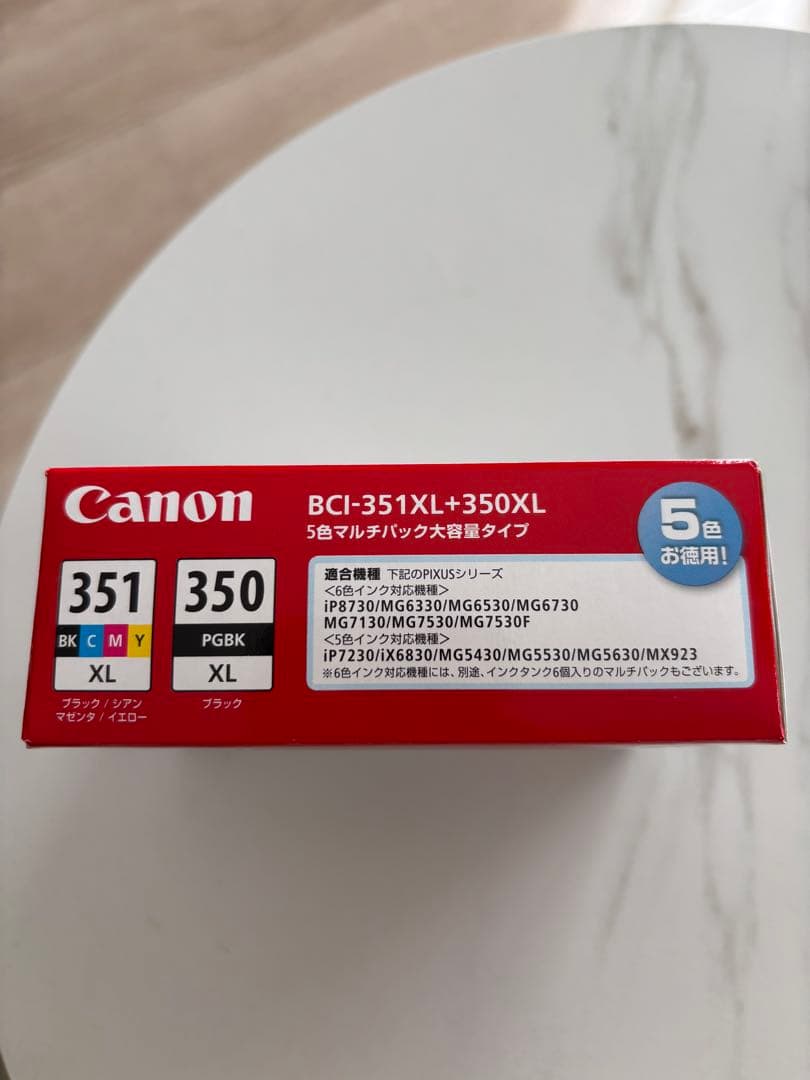 Canon
BCI-351XL+350XL
5色マルチパック大容量タイプ
5色
お徳用!
351
BK C M Y
XL
ブラック / シアン
マゼンタ / イエロー
350
PGBK
XL
ブラック
適合機種 下記のPIXUSシリーズ
<6色インク対応機種>
iP8730/MG6330/MG6530/MG6730
MG7130/MG7530/MG7530F
<5色インク対応機種>
iP7230/iX6830/MG5430/MG5530/MG5630/MX923
※6色インク対応機種には、別途、インクタンク6個入りのマルチパックもございます。